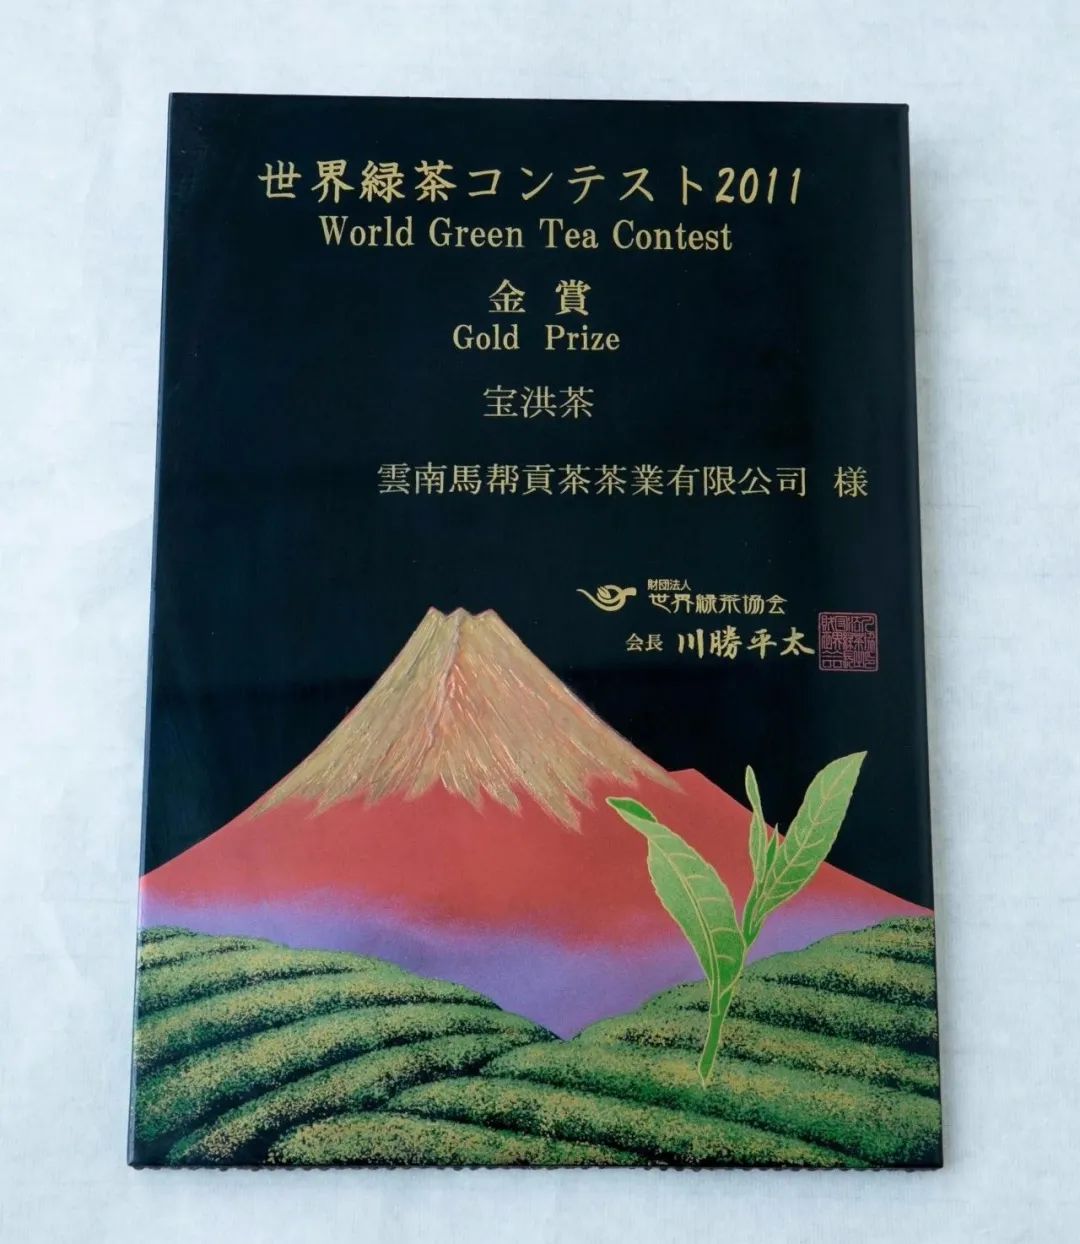 世界緑茶コンテスト2011
World Green Tea Contest
金賞
Gold Prize
宝洪茶
雲南馬帮貢茶茶業有限公司 様
財団法人
世界緑茶協会
会長 川勝平太